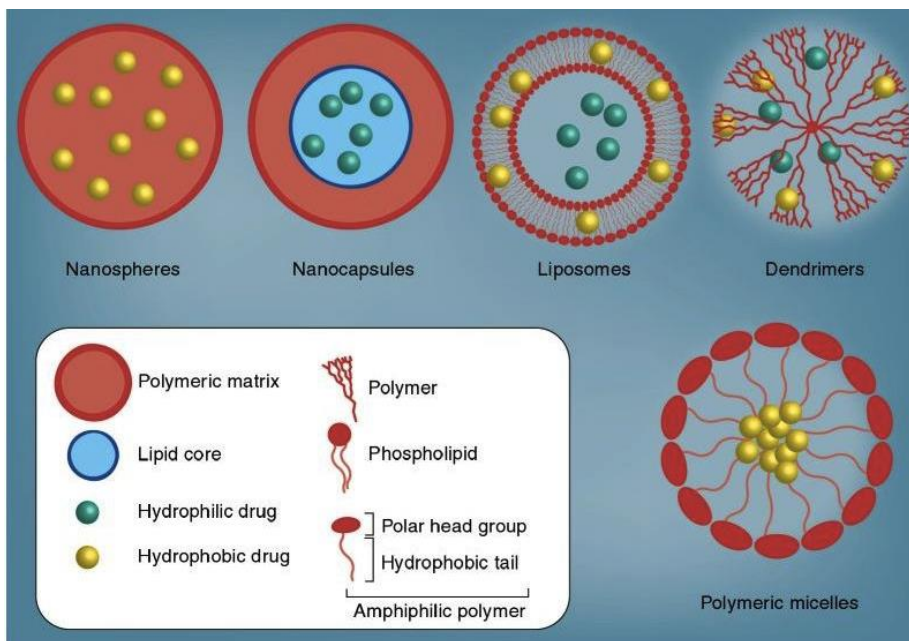 Nanospheres
Nanocapsules
Liposomes
Dendrimers
Polymeric matrix
Lipid core
Hydrophilic drug
Hydrophobic drug
Polymer
Phospholipid
Polar head group
Hydrophobic tail
Amphiphilic polymer
Polymeric micelles